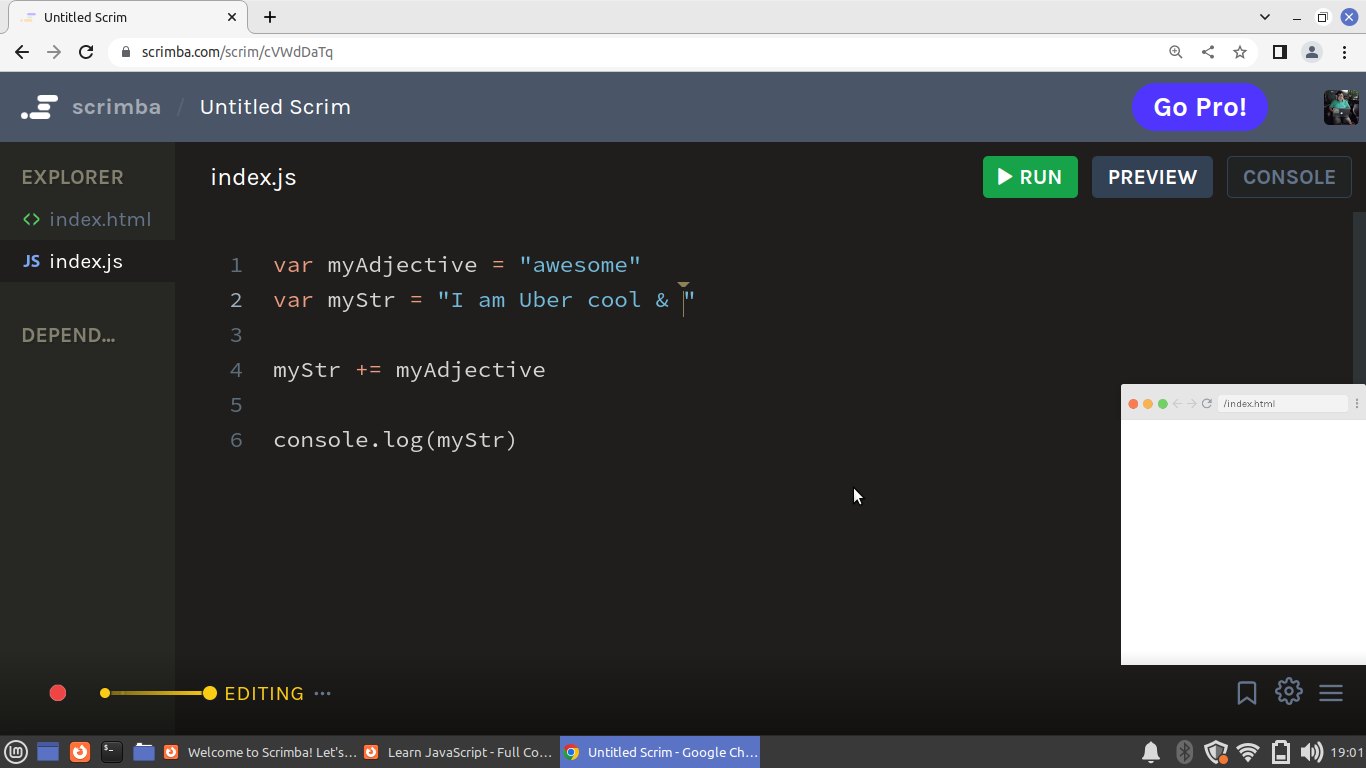 Untitled Scrim
scrimba.com/scrim/cVWdDaTq
scrimba / Untitled Scrim
Go Pro!
EXPLORER
index.html
JS index.js
DEPEND...
index.js
RUN
PREVIEW
CONSOLE
1 var myAdjective = "awesome"
2 var myStr = "I am Uber cool & "
3
4 myStr += myAdjective
5
6 console.log(myStr)
/index.html
EDITING
Welcome to Scrimba! Let's...
Learn JavaScript - Full Co...
Untitled Scrim - Google Ch...
19:01